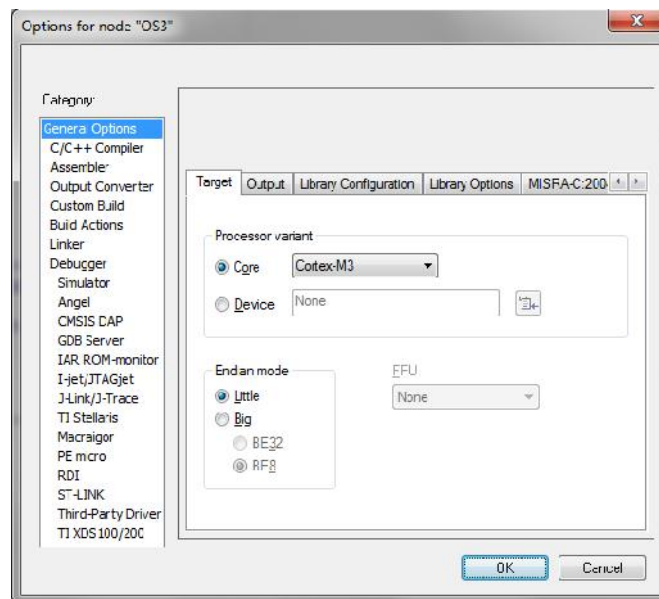 Options for node "OS3"
Category:
General Options
C/C++ Compiler
Assembler
Output Converter
Custom Build
Build Actions
Linker
Debugger
Simulator
Angel
CMSIS DAP
GDB Server
IAR ROM-monitor
I-jet/JTAGjet
J-Link/J-Trace
TI Stellaris
Macraigor
PE micro
RDI
ST-LINK
Third-Party Driver
TI XDS100/200
Target Output Library Configuration Library Options MISRA-C:200
Processor variant
Core Cortex-M3
Device None
Endian mode
Little
Big
BE32
BE8
FPU
None
OK Cancel